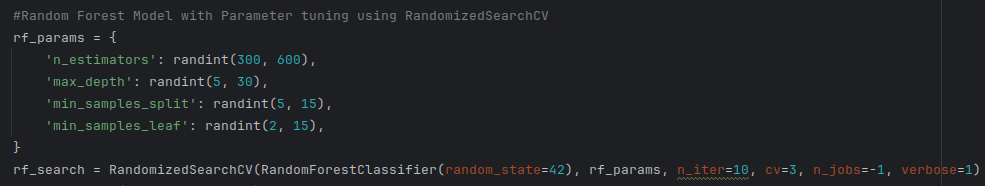 #Random Forest Model with Parameter tuning using RandomizedSearchCV
rf_params = {
    'n_estimators': randint(300, 600),
    'max_depth': randint(5, 30),
    'min_samples_split': randint(5, 15),
    'min_samples_leaf': randint(2, 15),
}
rf_search = RandomizedSearchCV(RandomForestClassifier(random_state=42), rf_params, n_iter=10, cv=3, n_jobs=-1, verbose=1)